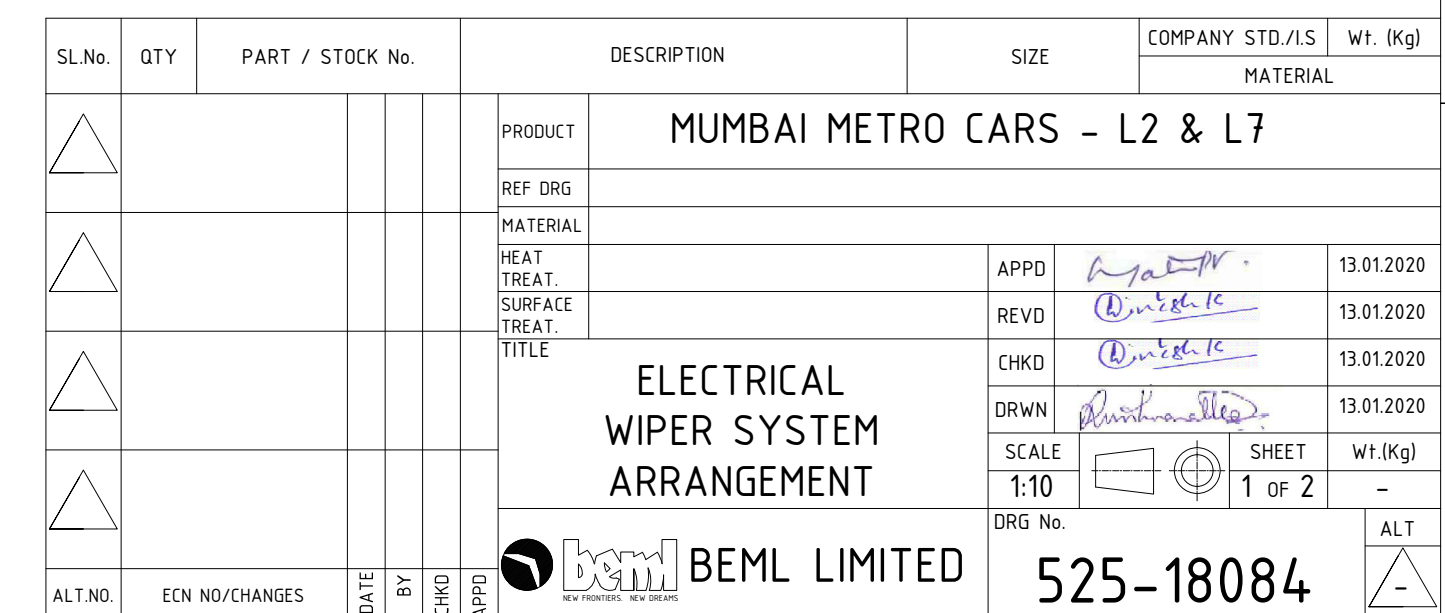 SL.No. QTY PART / STOCK No. DESCRIPTION SIZE COMPANY STD./I.S Wt. (Kg)
MATERIAL
PRODUCT MUMBAI METRO CARS - L2 & L7
REF DRG
MATERIAL
HEAT
TREAT.
APPD 13.01.2020
SURFACE
TREAT.
REVD Dinesh K 13.01.2020
TITLE
ELECTRICAL
WIPER SYSTEM
ARRANGEMENT
CHKD Dinesh K 13.01.2020
DRWN 13.01.2020
SCALE SHEET Wt.(Kg)
1:10 1 OF 2 -
beml BEML LIMITED
NEW FRONTIERS. NEW DREAMS
DRG No. ALT
525-18084 -
ALT.NO. ECN NO/CHANGES DATE BY CHKD APPD